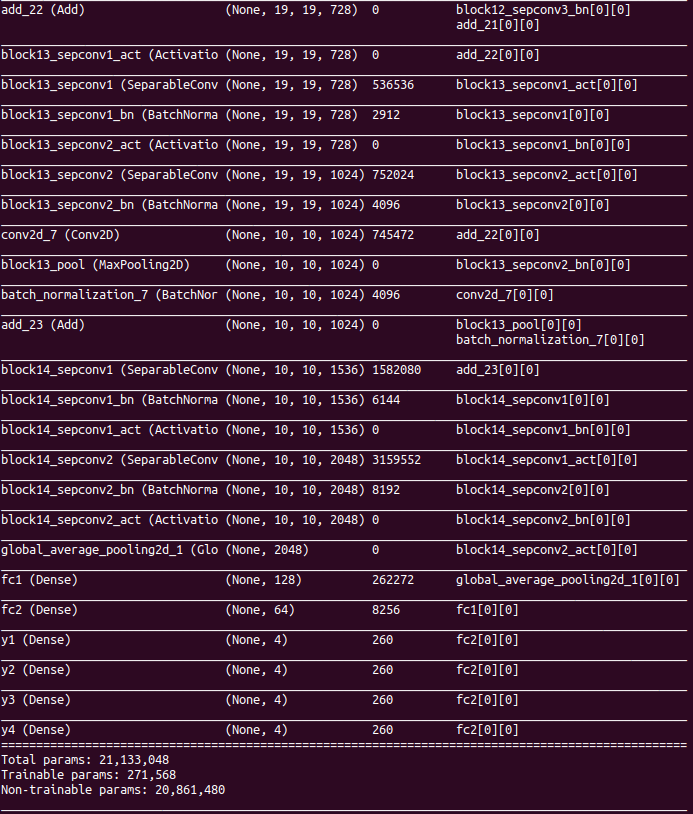 add_22 (Add) (None, 19, 19, 728) 0 block12_sepconv3_bn[0][0]
add_21[0][0]
block13_sepconv1_act (Activatio (None, 19, 19, 728) 0 add_22[0][0]
block13_sepconv1 (SeparableConv (None, 19, 19, 728) 536536 block13_sepconv1_act[0][0]
block13_sepconv1_bn (BatchNorma (None, 19, 19, 728) 2912 block13_sepconv1[0][0]
block13_sepconv2_act (Activatio (None, 19, 19, 728) 0 block13_sepconv1_bn[0][0]
block13_sepconv2 (SeparableConv (None, 19, 19, 1024) 752024 block13_sepconv2_act[0][0]
block13_sepconv2_bn (BatchNorma (None, 19, 19, 1024) 4096 block13_sepconv2[0][0]
conv2d_7 (Conv2D) (None, 10, 10, 1024) 745472 add_22[0][0]
block13_pool (MaxPooling2D) (None, 10, 10, 1024) 0 block13_sepconv2_bn[0][0]
batch_normalization_7 (BatchNor (None, 10, 10, 1024) 4096 conv2d_7[0][0]
add_23 (Add) (None, 10, 10, 1024) 0 block13_pool[0][0]
batch_normalization_7[0][0]
block14_sepconv1 (SeparableConv (None, 10, 10, 1536) 1582080 add_23[0][0]
block14_sepconv1_bn (BatchNorma (None, 10, 10, 1536) 6144 block14_sepconv1[0][0]
block14_sepconv1_act (Activatio (None, 10, 10, 1536) 0 block14_sepconv1_bn[0][0]
block14_sepconv2 (SeparableConv (None, 10, 10, 2048) 3159552 block14_sepconv1_act[0][0]
block14_sepconv2_bn (BatchNorma (None, 10, 10, 2048) 8192 block14_sepconv2[0][0]
block14_sepconv2_act (Activatio (None, 10, 10, 2048) 0 block14_sepconv2_bn[0][0]
global_average_pooling2d_1 (Glo (None, 2048) 0 block14_sepconv2_act[0][0]
fc1 (Dense) (None, 128) 262272 global_average_pooling2d_1[0][0]
fc2 (Dense) (None, 64) 8256 fc1[0][0]
y1 (Dense) (None, 4) 260 fc2[0][0]
y2 (Dense) (None, 4) 260 fc2[0][0]
y3 (Dense) (None, 4) 260 fc2[0][0]
y4 (Dense) (None, 4) 260 fc2[0][0]
Total params: 21,133,048
Trainable params: 271,568
Non-trainable params: 20,861,480